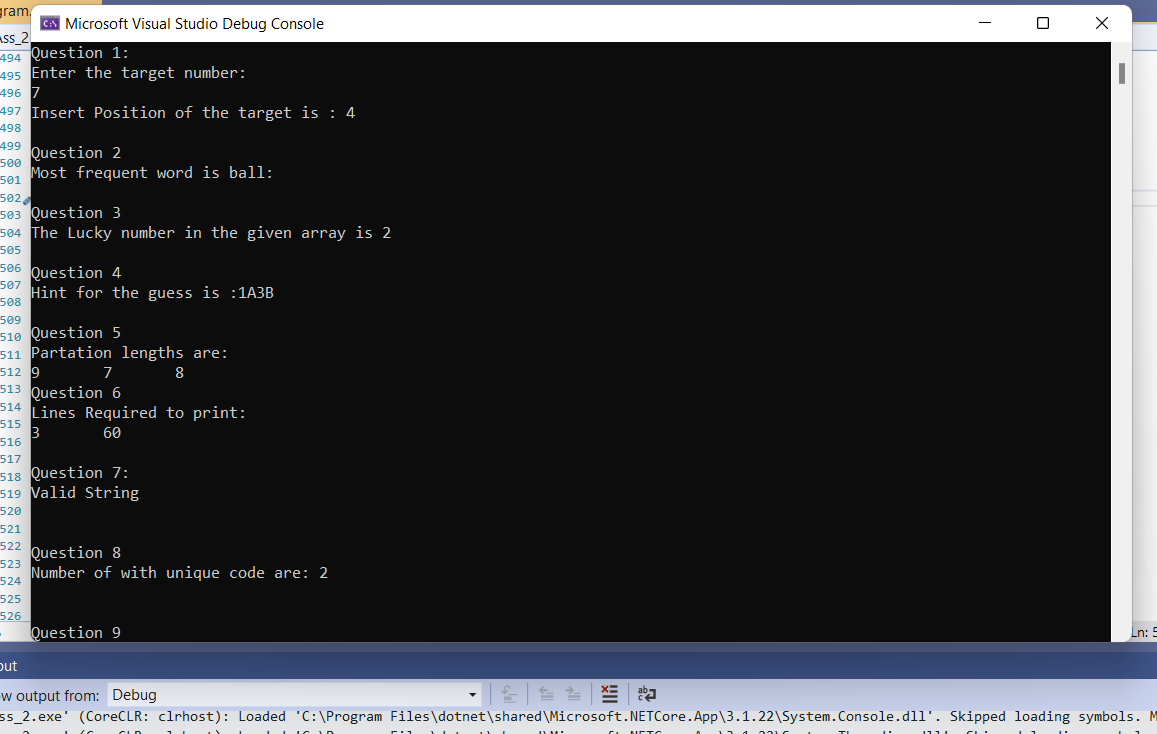 gram.
Microsoft Visual Studio Debug Console
Ass_2
494
495
496
497
498
499
500
501
502
503
504
505
506
507
508
509
510
511
512
513
514
515
516
517
518
519
520
521
522
523
524
525
526
Question 1:
Enter the target number:
7
Insert Position of the target is : 4
Question 2
Most frequent word is ball:
Question 3
The Lucky number in the given array is 2
Question 4
Hint for the guess is :1A3B
Question 5
Partation lengths are:
9 7 8
Question 6
Lines Required to print:
3 60
Question 7:
Valid String
Question 8
Number of with unique code are: 2
Question 9
Ln: 5
put
w output from: Debug
ss_2.exe' (CoreCLR: clrhost): Loaded 'C:\Program Files\dotnet\shared\Microsoft.NETCore.App\3.1.22\System.Console.dll'. Skipped loading symbols. M